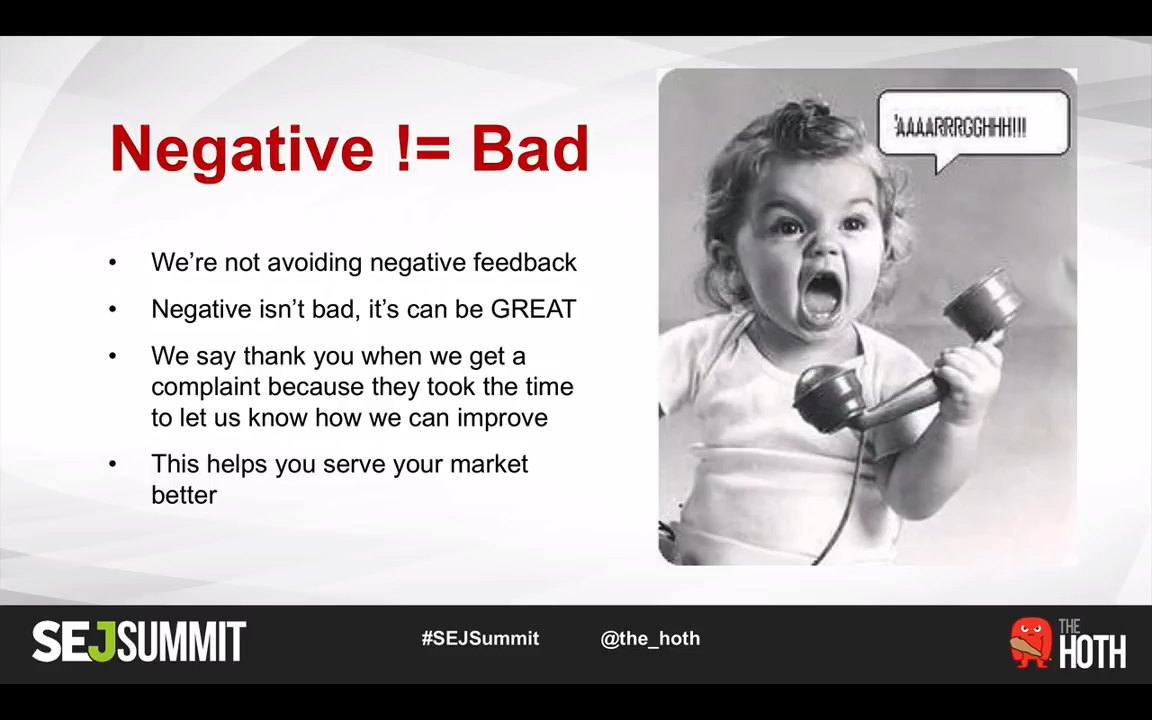 Negative != Bad
'AAAARRRGGHHH!!!
• We’re not avoiding negative feedback
• Negative isn’t bad, it’s can be GREAT
• We say thank you when we get a
complaint because they took the time
to let us know how we can improve
• This helps you serve your market
better
SEJSUMMIT
#SEJSummit
@the_hoth
THE
HOTH